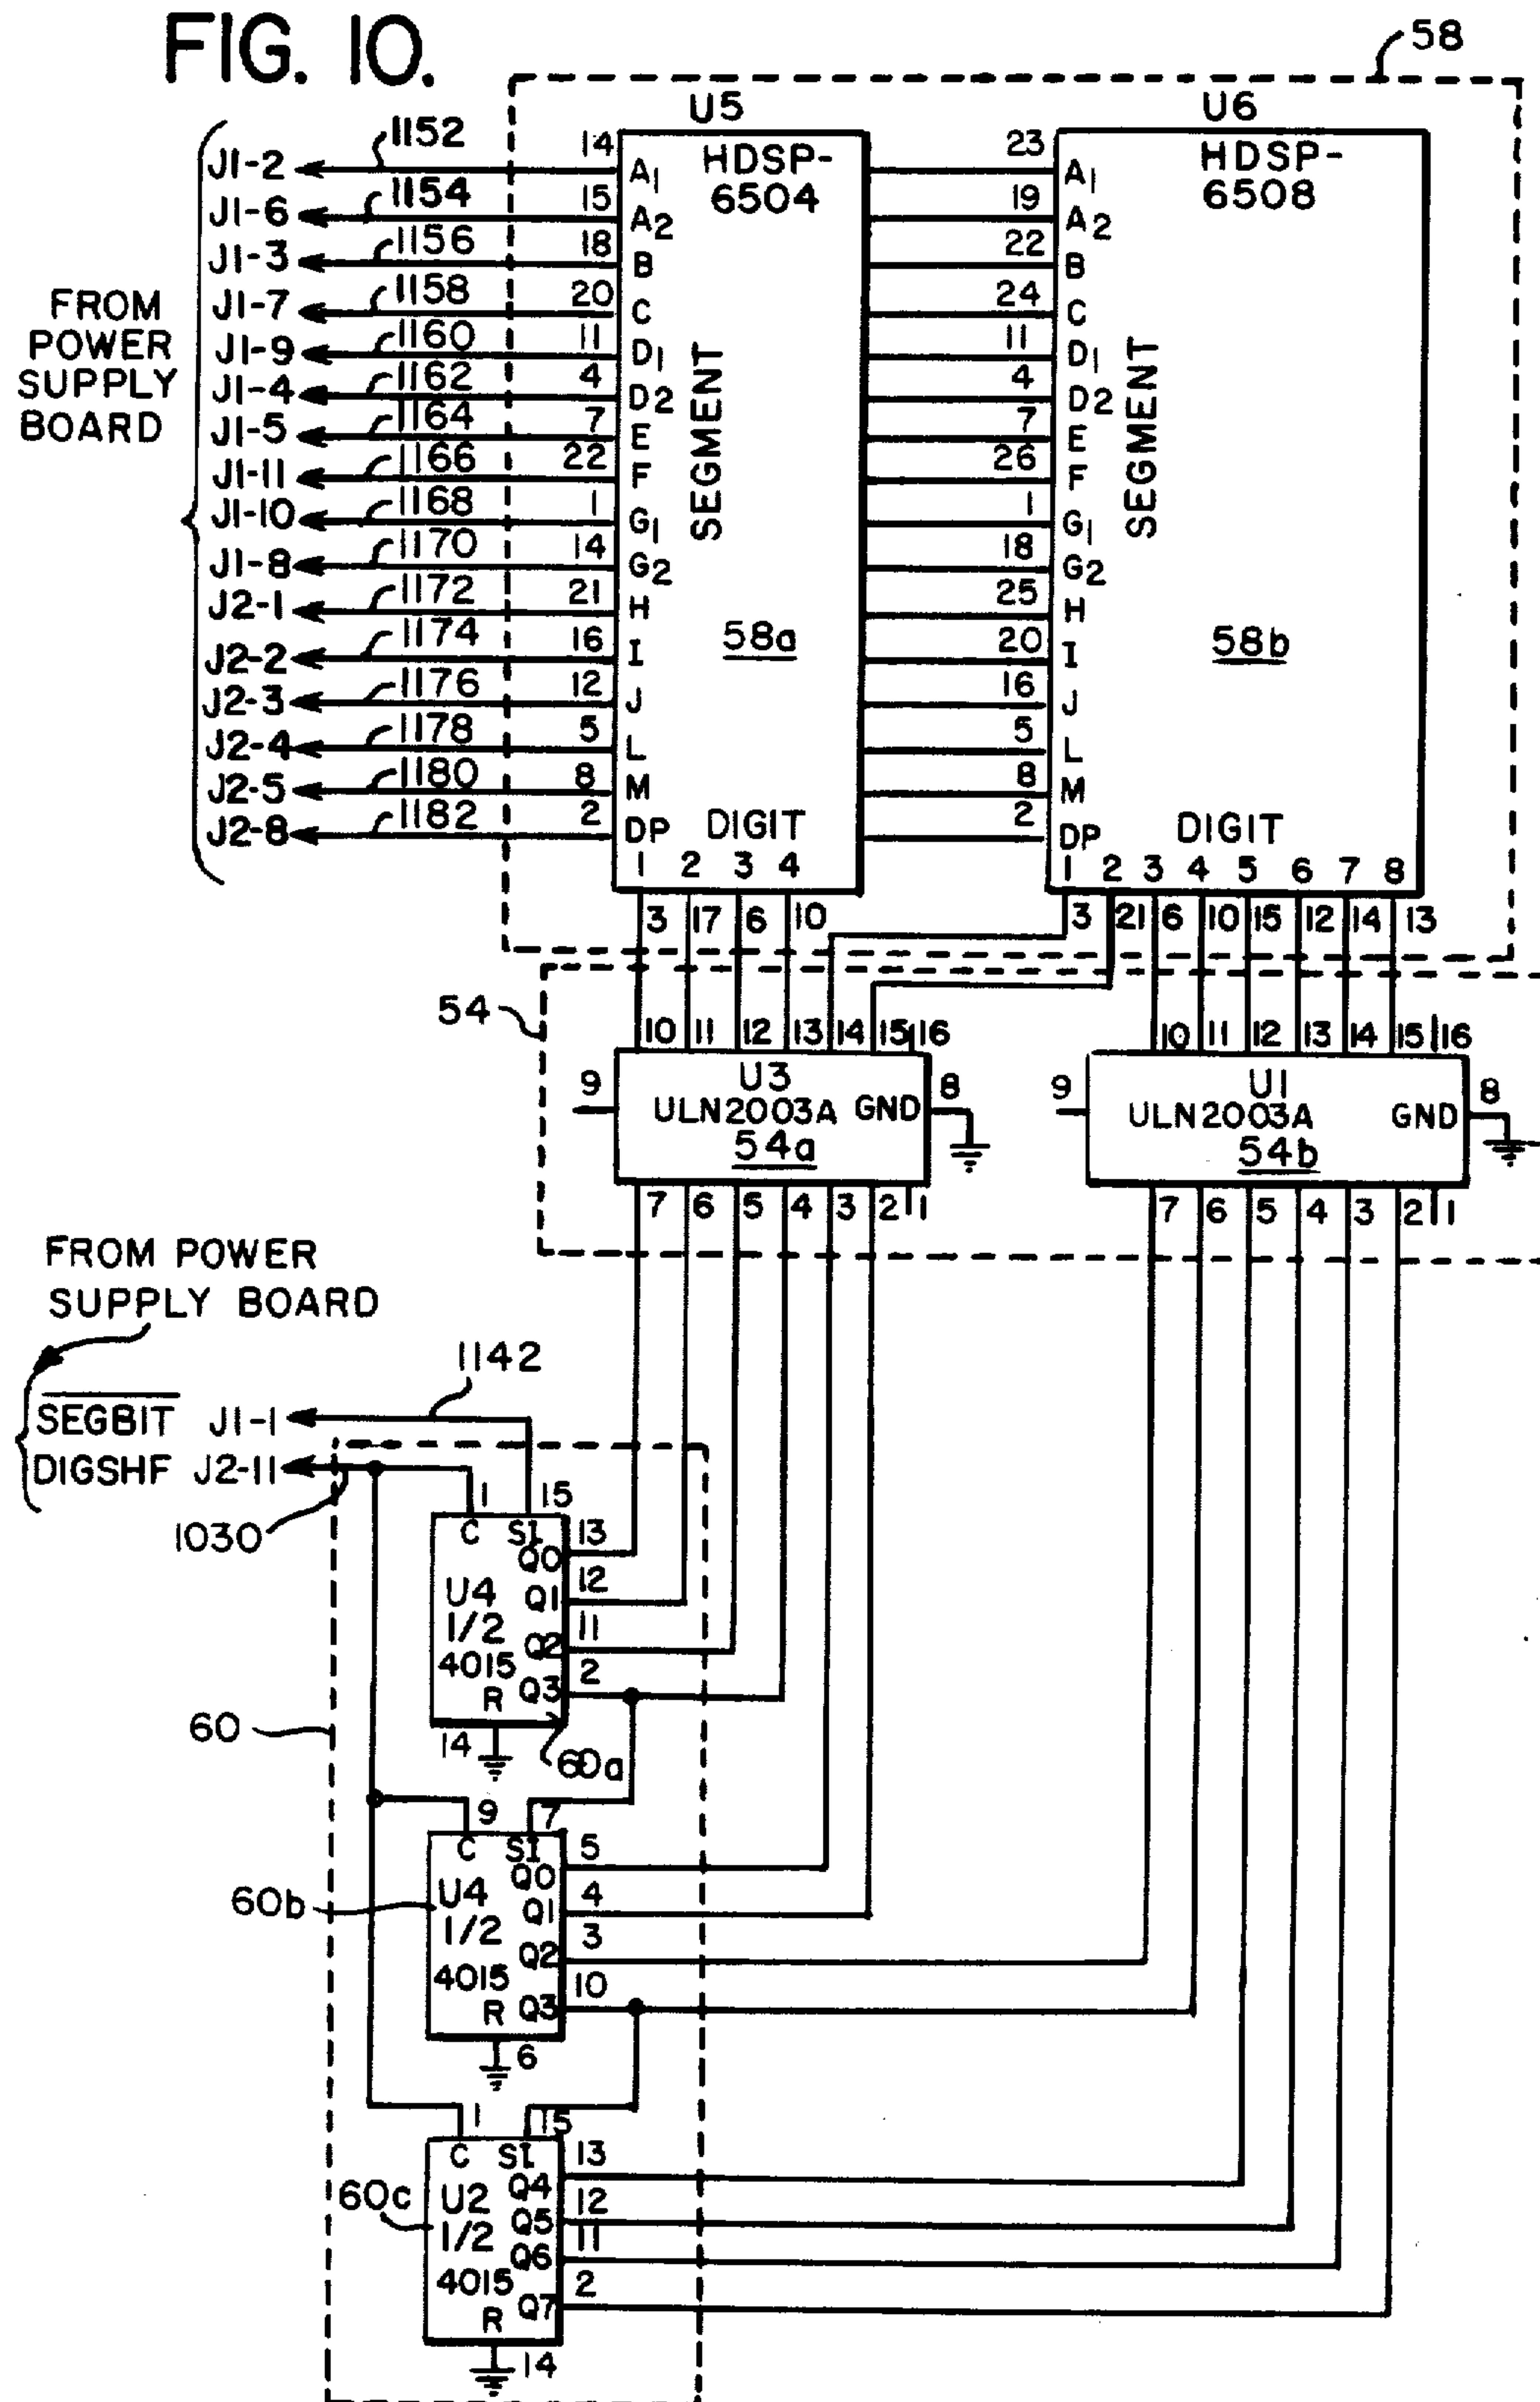 FIG. 10.
58
U5
U6
HDSP-
6504
HDSP-
6508
J1-2 1152 14 A1 23 A1
J1-6 1154 15 A2 19 A2
J1-3 1156 18 B 22 B
J1-7 1158 20 C 24 C
J1-9 1160 11 D1 11 D1
J1-4 1162 4 D2 4 D2
J1-5 1164 7 E 7 E
J1-11 1166 22 F 26 F
J1-10 1168 1 G1 1 G1
J1-8 1170 14 G2 18 G2
J2-1 1172 21 H 25 H
J2-2 1174 16 I 20 I
J2-3 1176 12 J 16 J
J2-4 1178 5 L 5 L
J2-5 1180 8 M 8 M
J2-8 1182 2 DP 2 DP
FROM
POWER
SUPPLY
BOARD
SEGMENT
SEGMENT
58a
58b
DIGIT
DIGIT
1 2 3 4
1 2 3 4 5 6 7 8
3 17 6 10
3 21 6 10 15 12 14 13
54
10 11 12 13 14 15 16
10 11 12 13 14 15 16
9 U3 8
ULN2003A GND
54a
9 U1 8
ULN2003A GND
54b
7 6 5 4 3 2 1
7 6 5 4 3 2 1
FROM POWER
SUPPLY BOARD
1142
SEGBIT J1-1
DIGSHF J2-11
1030
1 15
C SI
Q0 13
U4 Q1 12
1/2 Q2 11
4015 Q3 2
R
14
60a
60
9 7
C SI
Q0 5
60b U4 Q1 4
1/2 Q2 3
4015 Q3 10
R
6
1 15
C SI
Q4 13
60c U2 Q5 12
1/2 Q6 11
4015 Q7 2
R
14